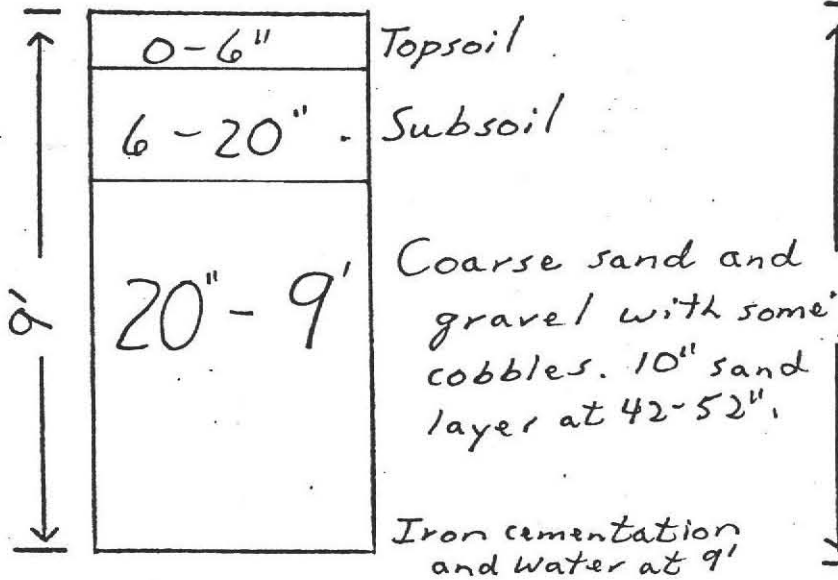 0-6" Topsoil
6-20" Subsoil
9'
20"-9'
Coarse sand and
gravel with some
cobbles. 10" sand
layer at 42-52".
Iron cementation
and water at 9'